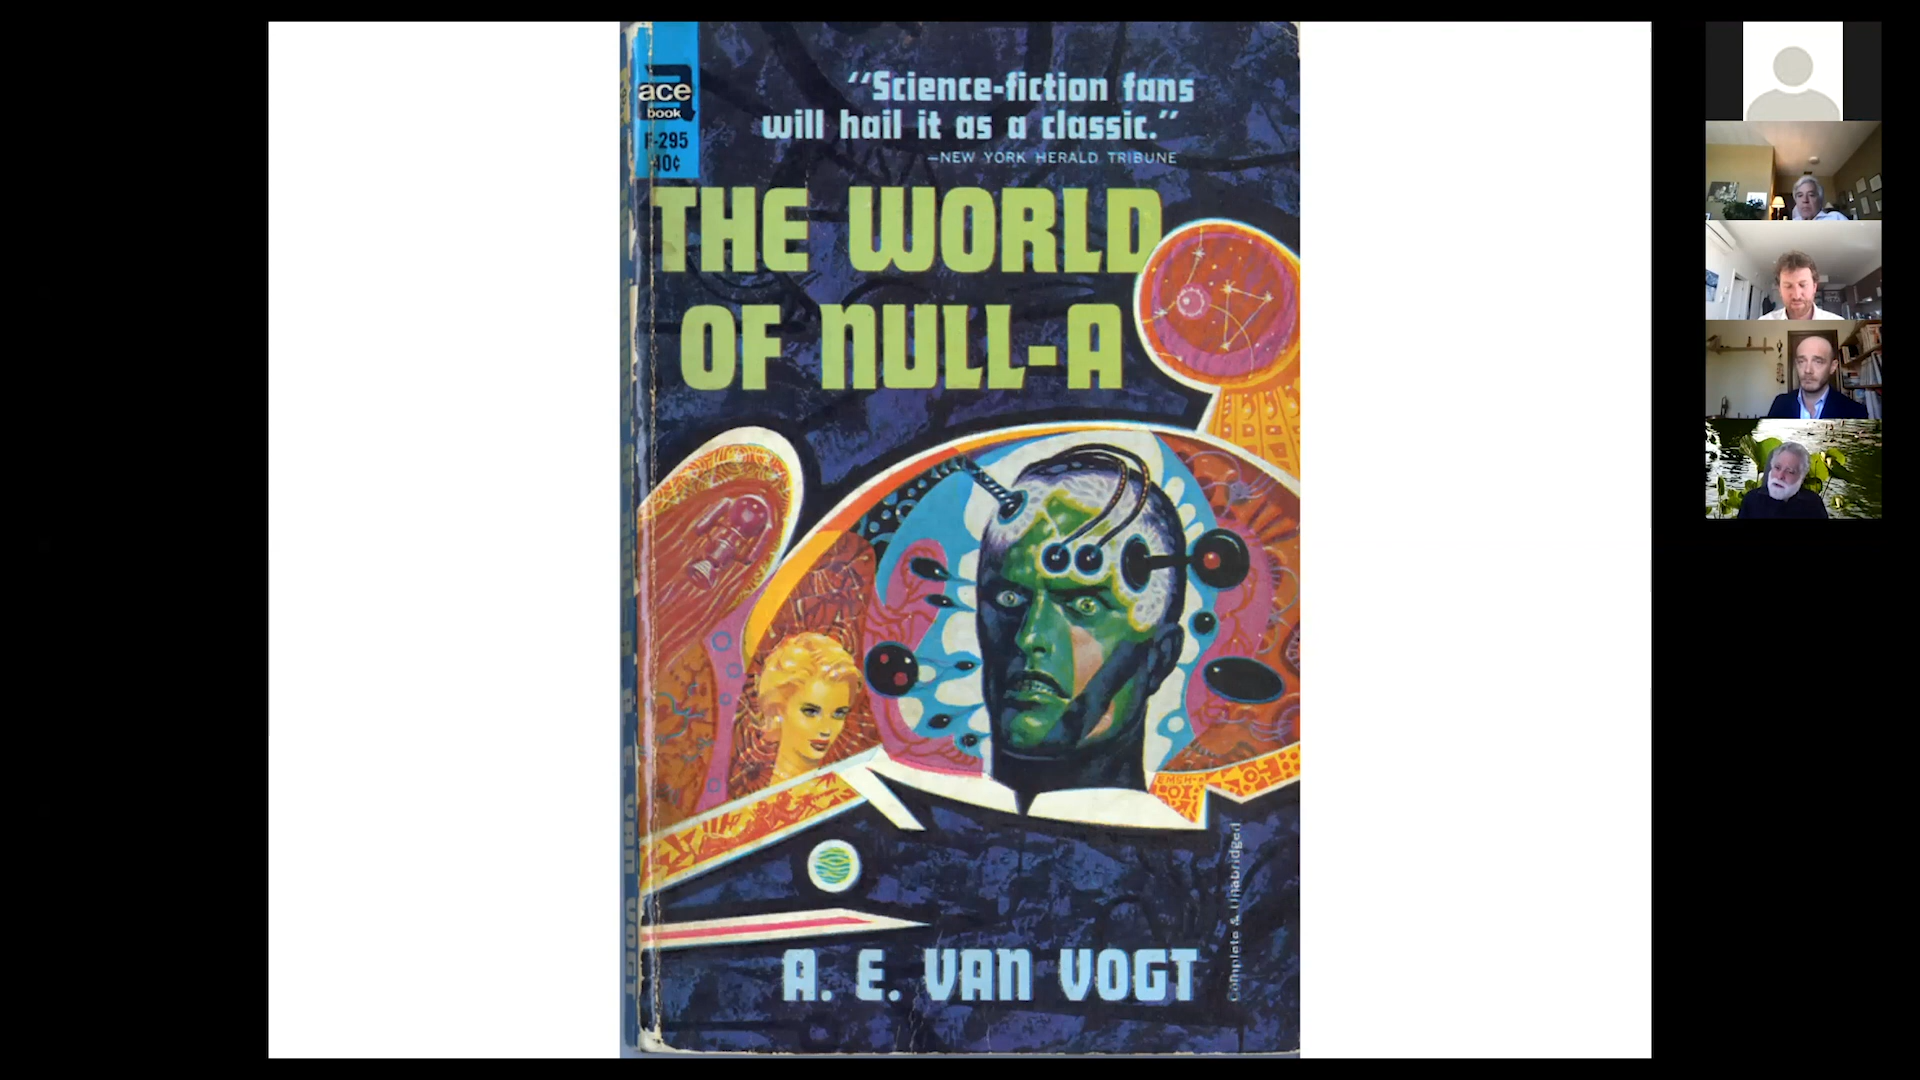 ace
book
F-295
40¢
"Science-fiction fans
will hail it as a classic."
—NEW YORK HERALD TRIBUNE
THE WORLD
OF NULL-A
EMSH-
Complete & Unabridged
A. E. VAN VOGT